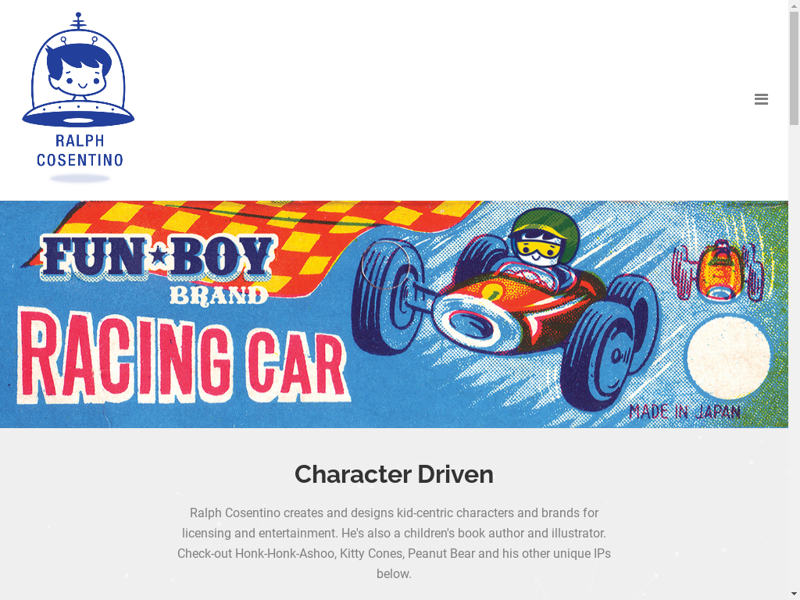 RALPH
COSENTINO
FUN★BOY
BRAND
RACING CAR
MADE IN JAPAN
Character Driven
Ralph Cosentino creates and designs kid-centric characters and brands for
licensing and entertainment. He's also a children's book author and illustrator.
Check-out Honk-Honk-Ashoo, Kitty Cones, Peanut Bear and his other unique IPs
below.